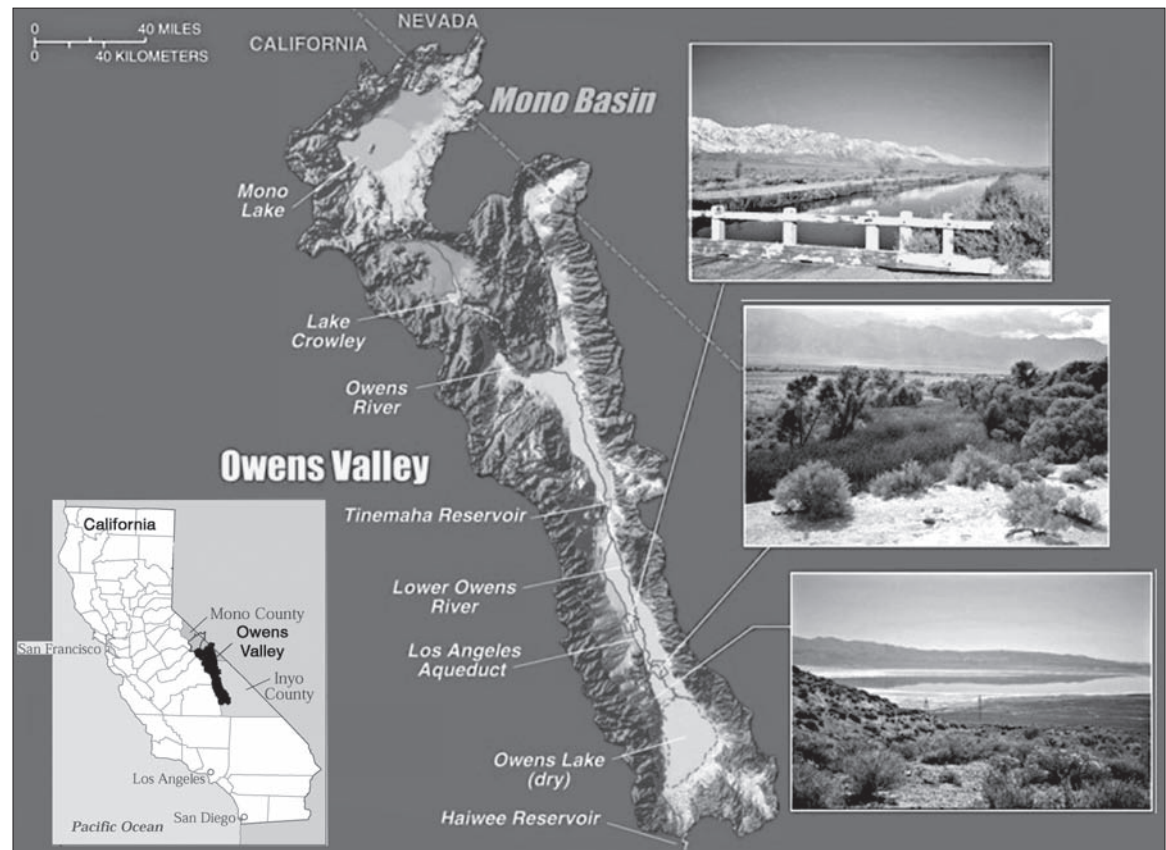 0 40 MILES
0 40 KILOMETERS
NEVADA
CALIFORNIA
Mono Basin
Mono
Lake
Lake
Crowley
Owens
River
Owens Valley
Tinemaha Reservoir
Lower Owens
River
Los Angeles
Aqueduct
Owens Lake
(dry)
Haiwee Reservoir
California
Mono County
Owens
Valley
San Francisco
Inyo
County
Los Angeles
San Diego
Pacific Ocean